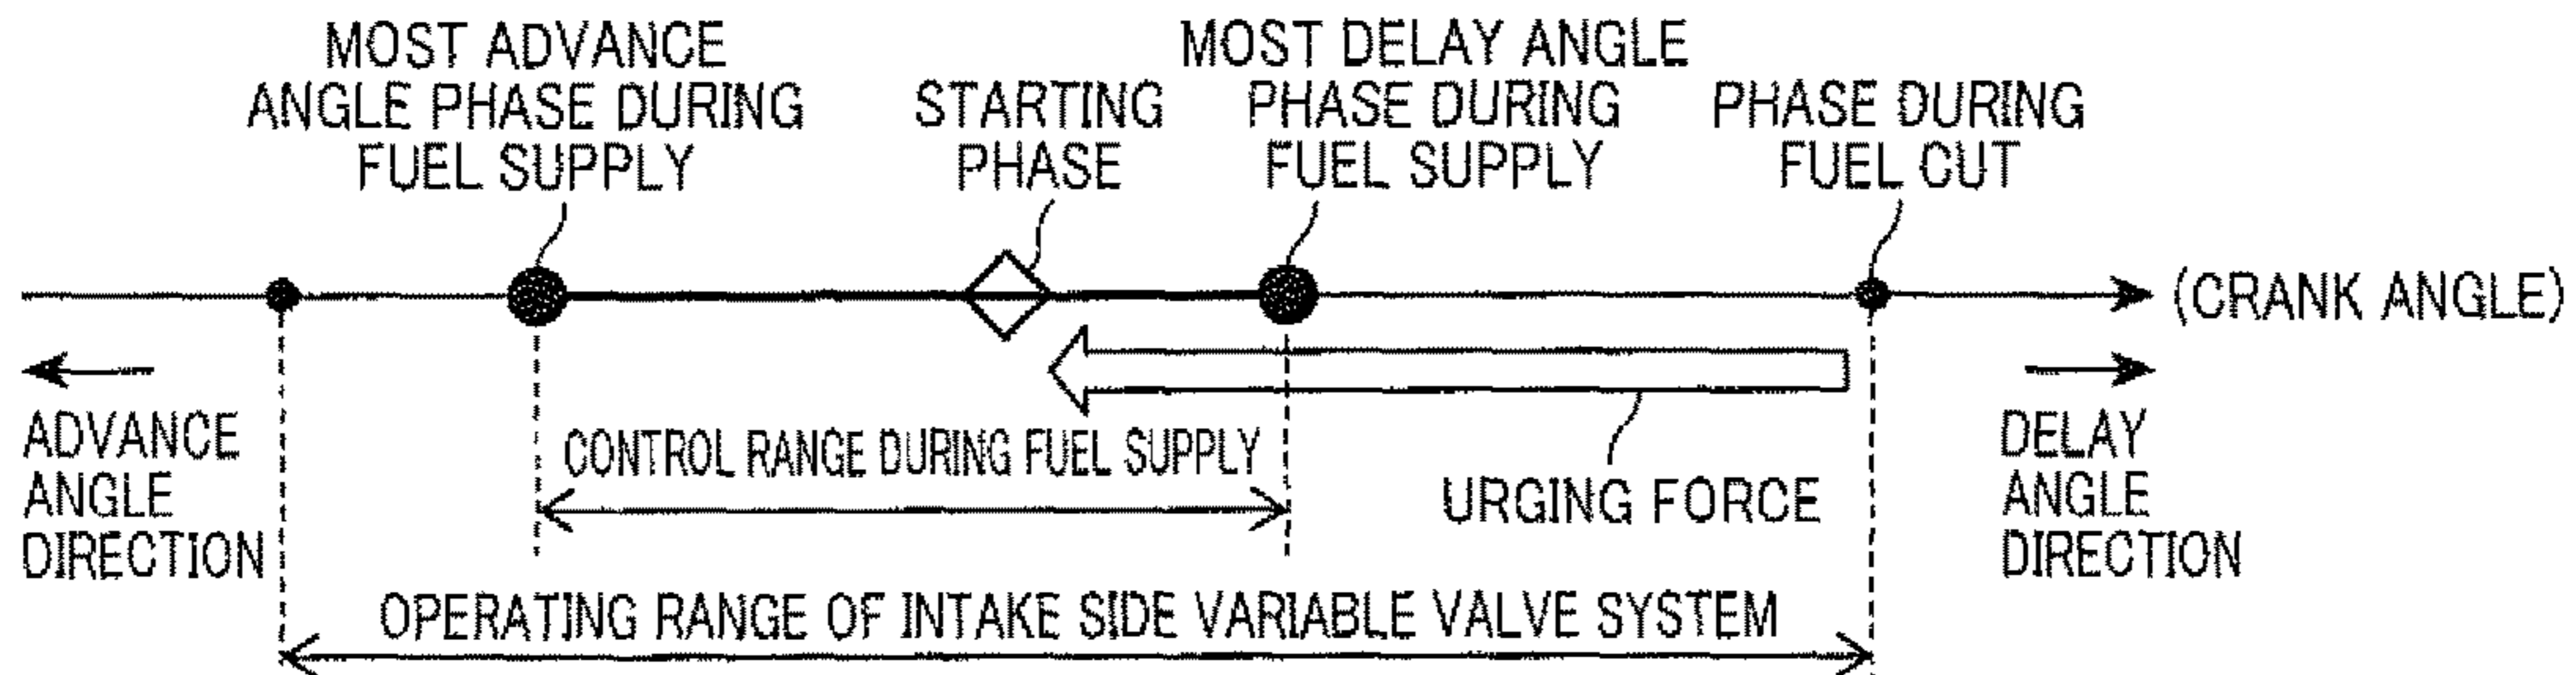 MOST ADVANCE
ANGLE PHASE DURING
FUEL SUPPLY
STARTING
PHASE
MOST DELAY ANGLE
PHASE DURING
FUEL SUPPLY
PHASE DURING
FUEL CUT
(CRANK ANGLE)
ADVANCE
ANGLE
DIRECTION
CONTROL RANGE DURING FUEL SUPPLY
URGING FORCE
DELAY
ANGLE
DIRECTION
OPERATING RANGE OF INTAKE SIDE VARIABLE VALVE SYSTEM